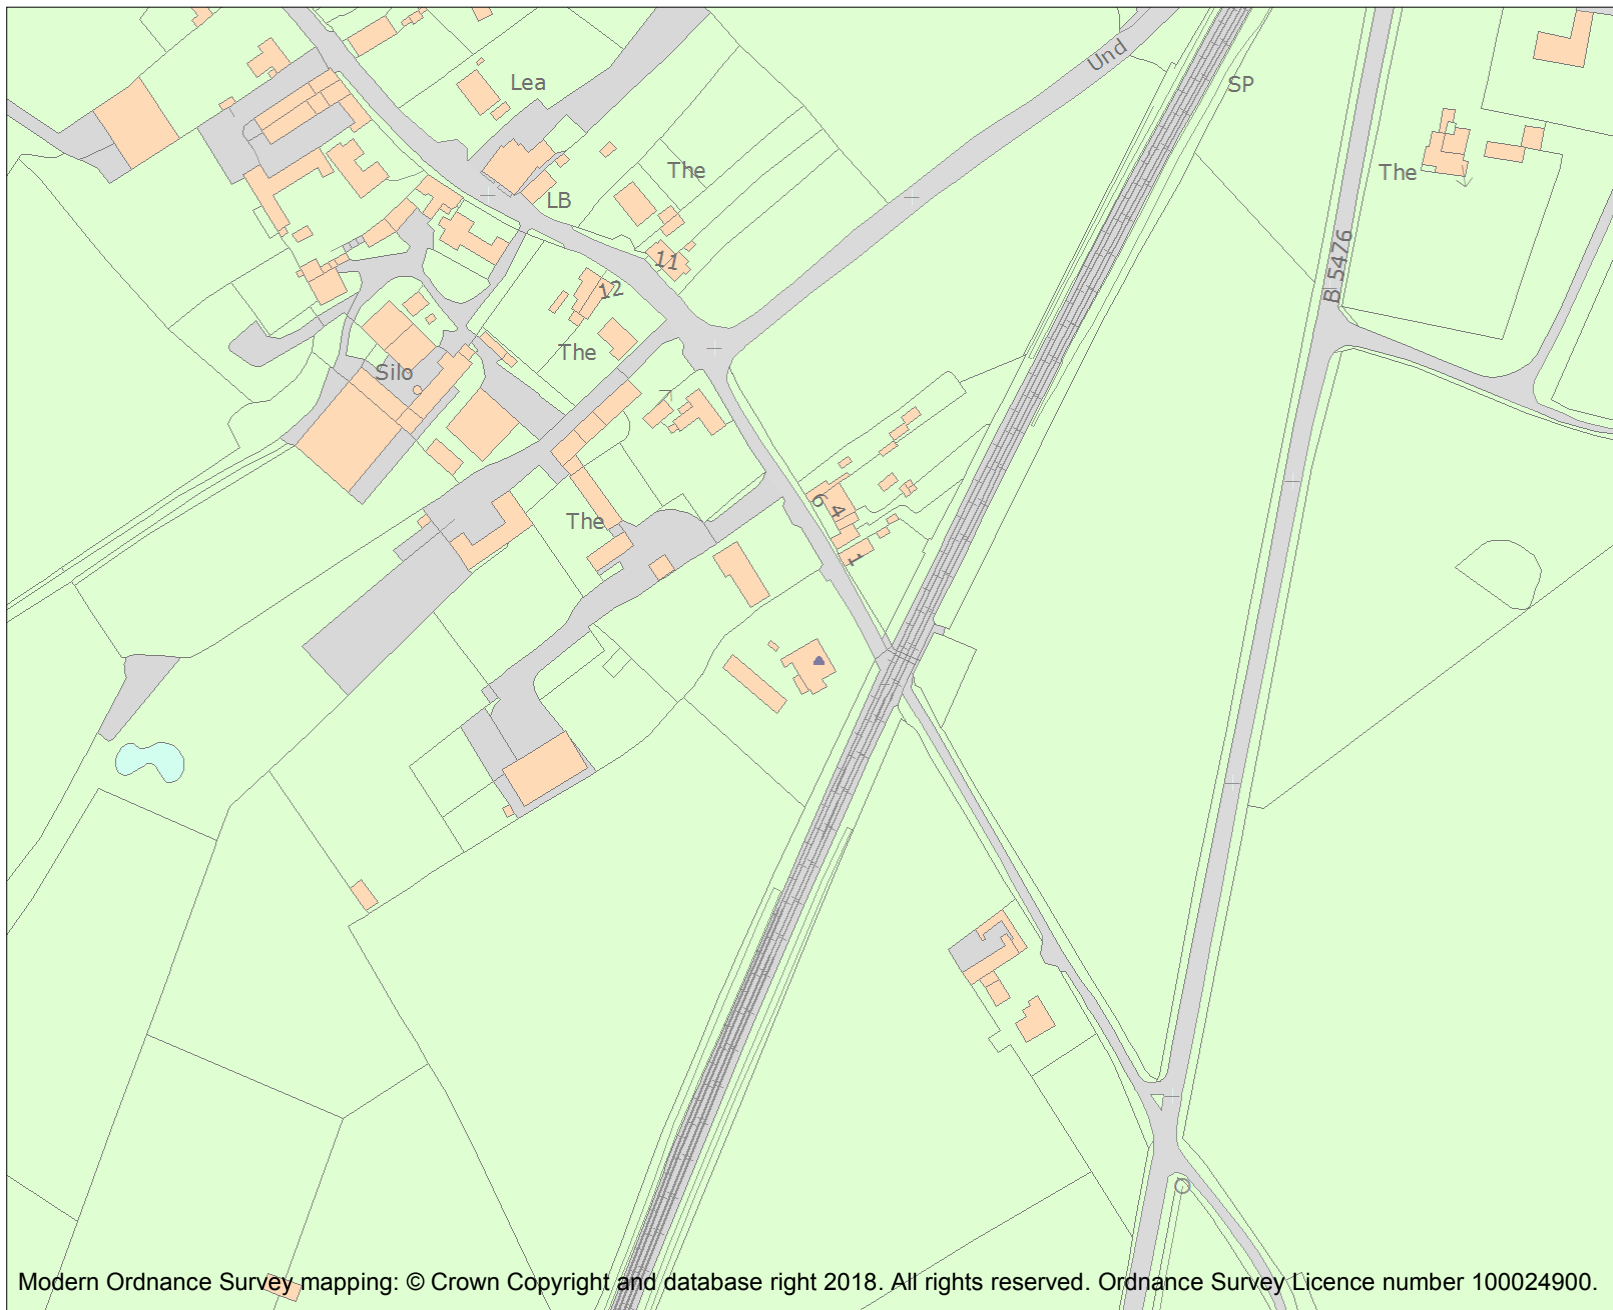 Und
Lea
SP
The
The
LB
B 5476
11
12
The
Silo
6
4
The
1
Modern Ordnance Survey mapping: © Crown Copyright and database right 2018. All rights reserved. Ordnance Survey Licence number 100024900.